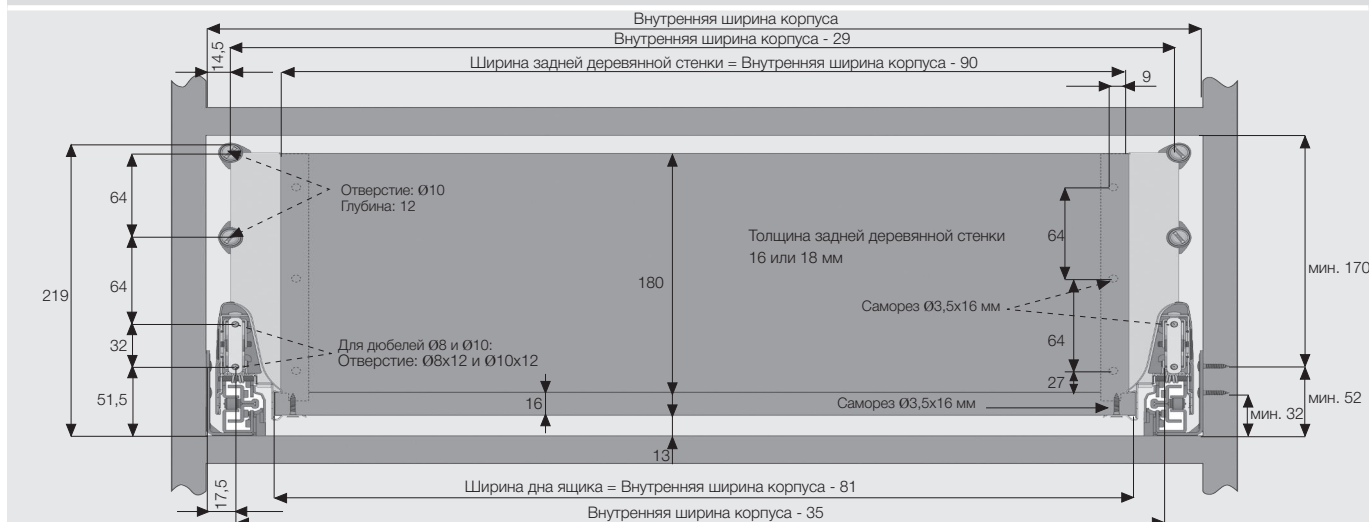 Внутренняя ширина корпуса
Внутренняя ширина корпуса - 29
14,5
Ширина задней деревянной стенки = Внутренняя ширина корпуса - 90
9
Отверстие: Ø10
Глубина: 12
64
64
Толщина задней деревянной стенки
16 или 18 мм
64
мин. 170
219
180
Саморез Ø3,5x16 мм
32
Для дюбелей Ø8 и Ø10:
Отверстие: Ø8x12 и Ø10x12
64
27
51,5
16
Саморез Ø3,5x16 мм
мин. 32
мин. 52
13
17,5
Ширина дна ящика = Внутренняя ширина корпуса - 81
Внутренняя ширина корпуса - 35